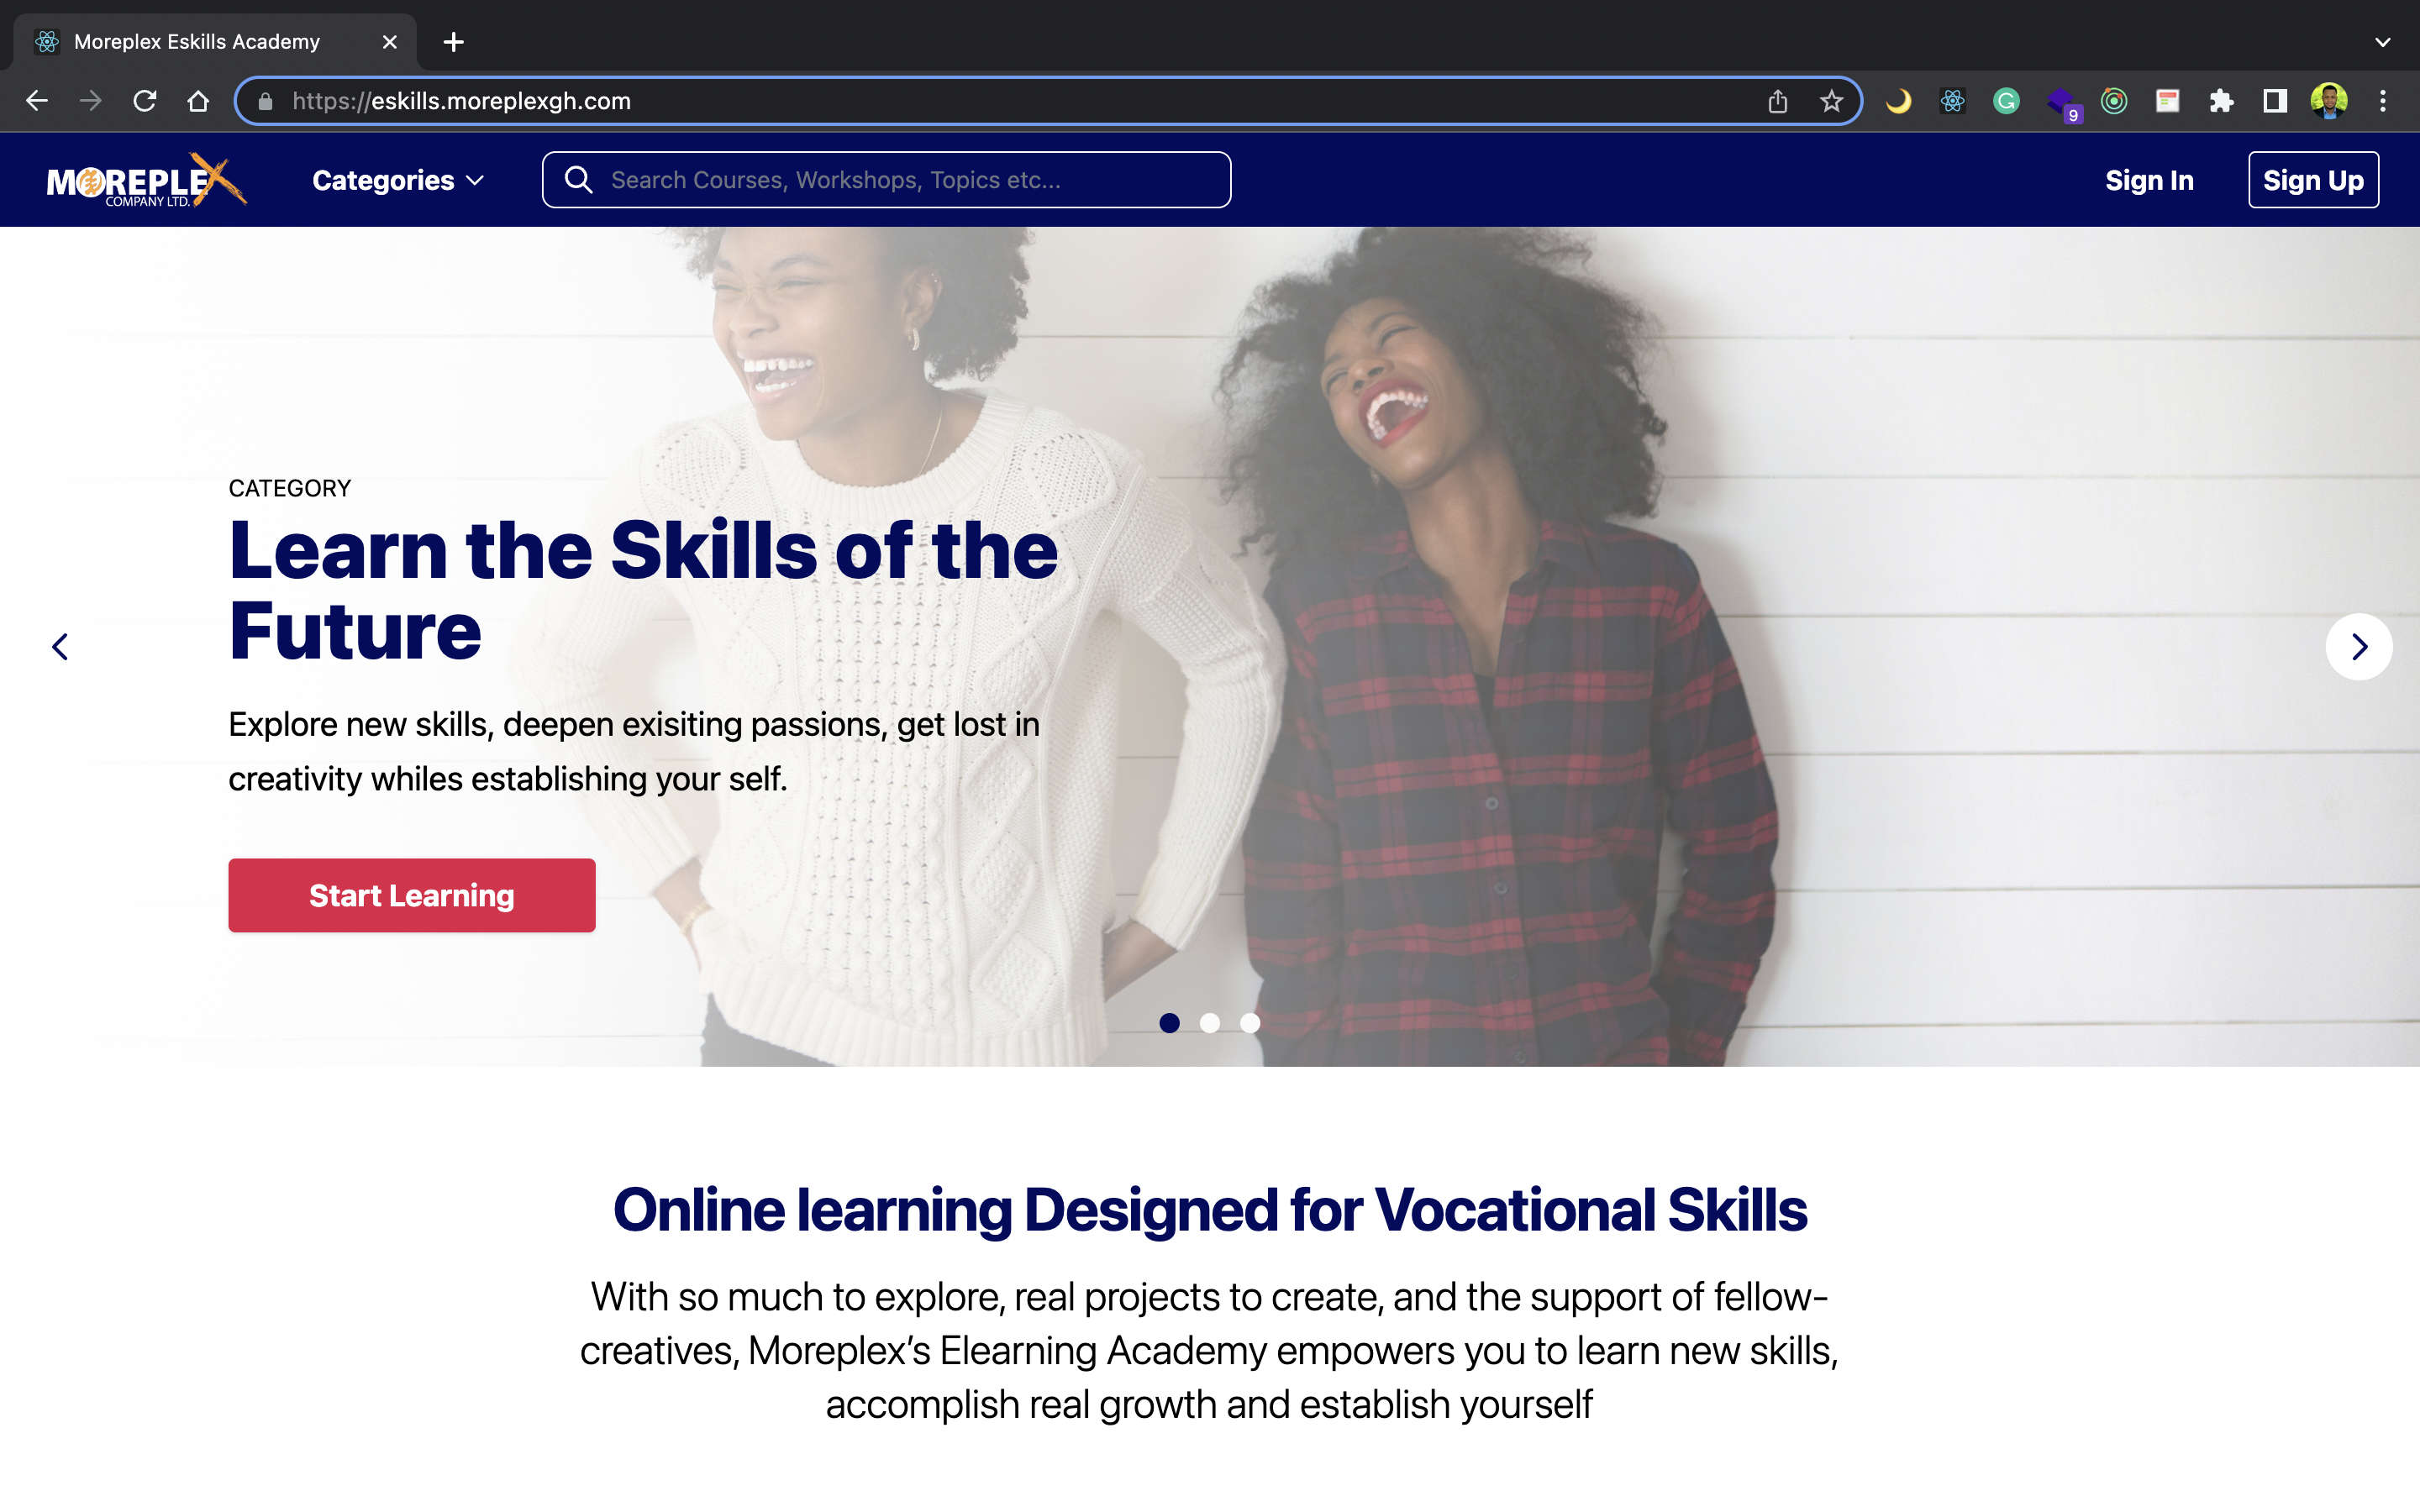 Moreplex Eskills Academy
https://eskills.moreplexgh.com
9
MOREPLEX
COMPANY LTD.
Categories
Search Courses, Workshops, Topics etc...
Sign In
Sign Up
CATEGORY
Learn the Skills of the
Future
Explore new skills, deepen exisiting passions, get lost in
creativity whiles establishing your self.
Start Learning
Online learning Designed for Vocational Skills
With so much to explore, real projects to create, and the support of fellow-
creatives, Moreplex’s Elearning Academy empowers you to learn new skills,
accomplish real growth and establish yourself